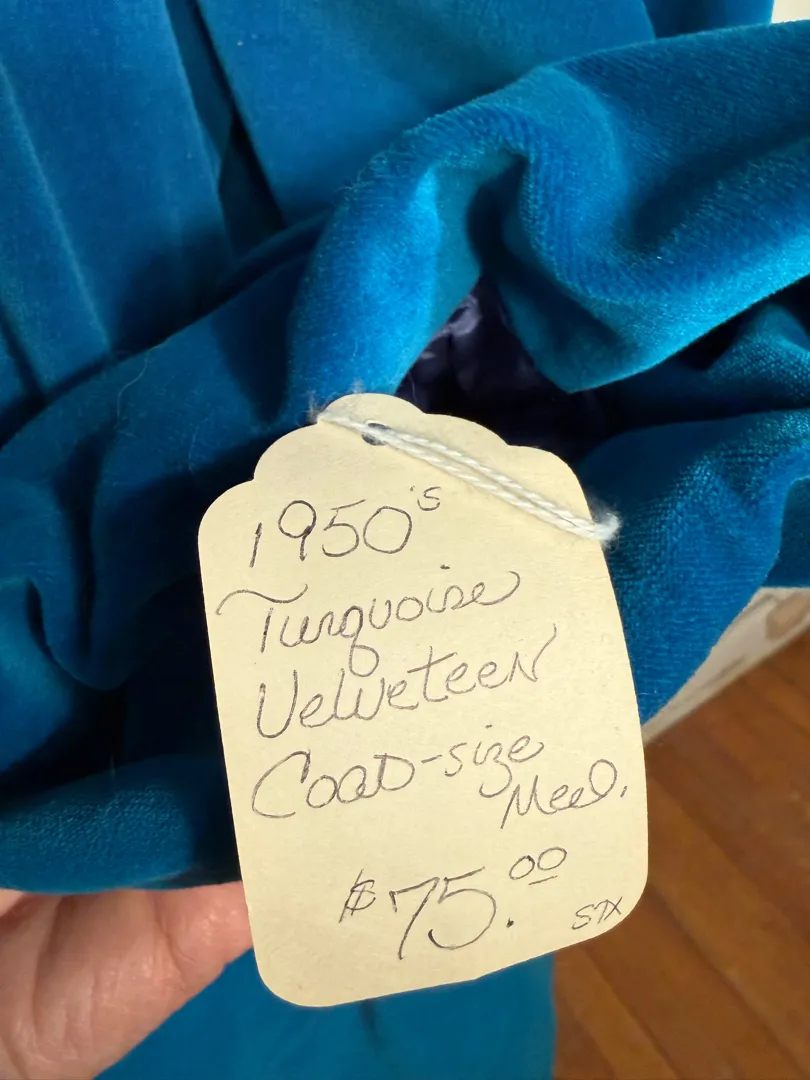 1950's
Turquoise
Velveteen
Coat-size
Med.
$75.00
STX